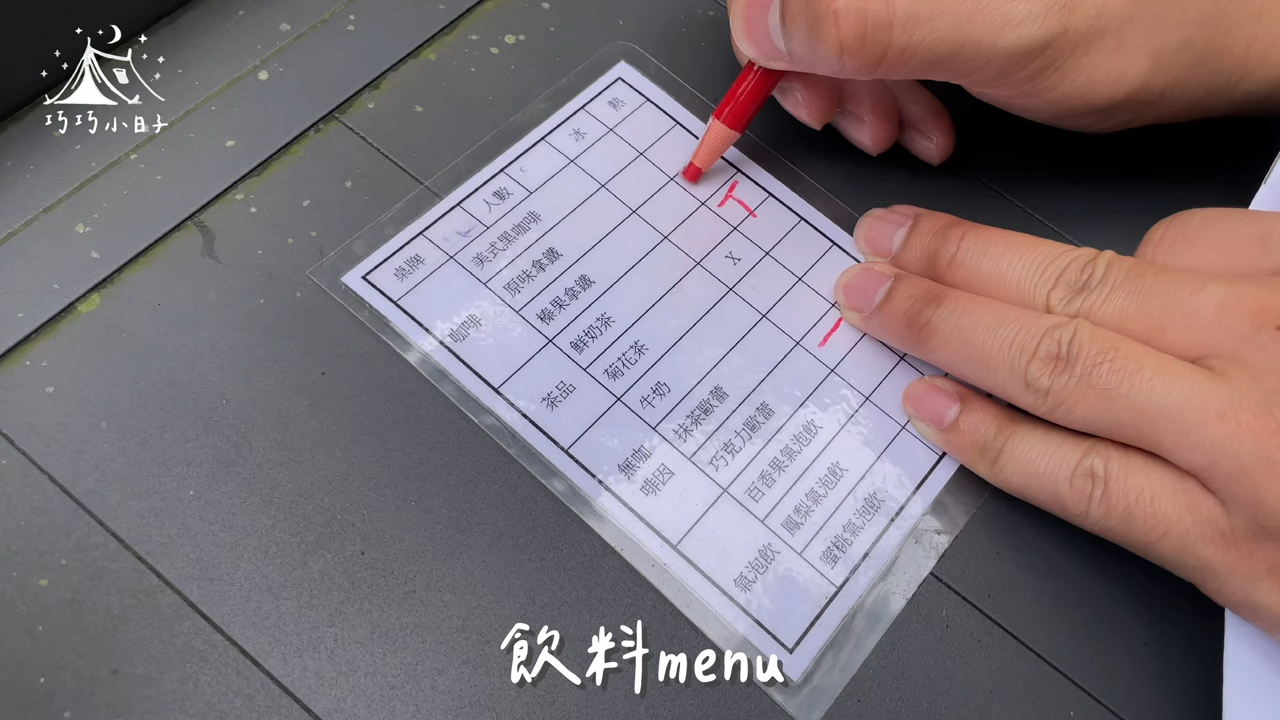 巧巧小日子
桌牌 人數
冰 熱
咖啡
美式黑咖啡
原味拿鐵
榛果拿鐵
茶品
鮮奶茶
菊花茶 X
無咖啡因
牛奶
抹茶歐蕾
巧克力歐蕾
氣泡飲
百香果氣泡飲
鳳梨氣泡飲
蜜桃氣泡飲
飲料menu